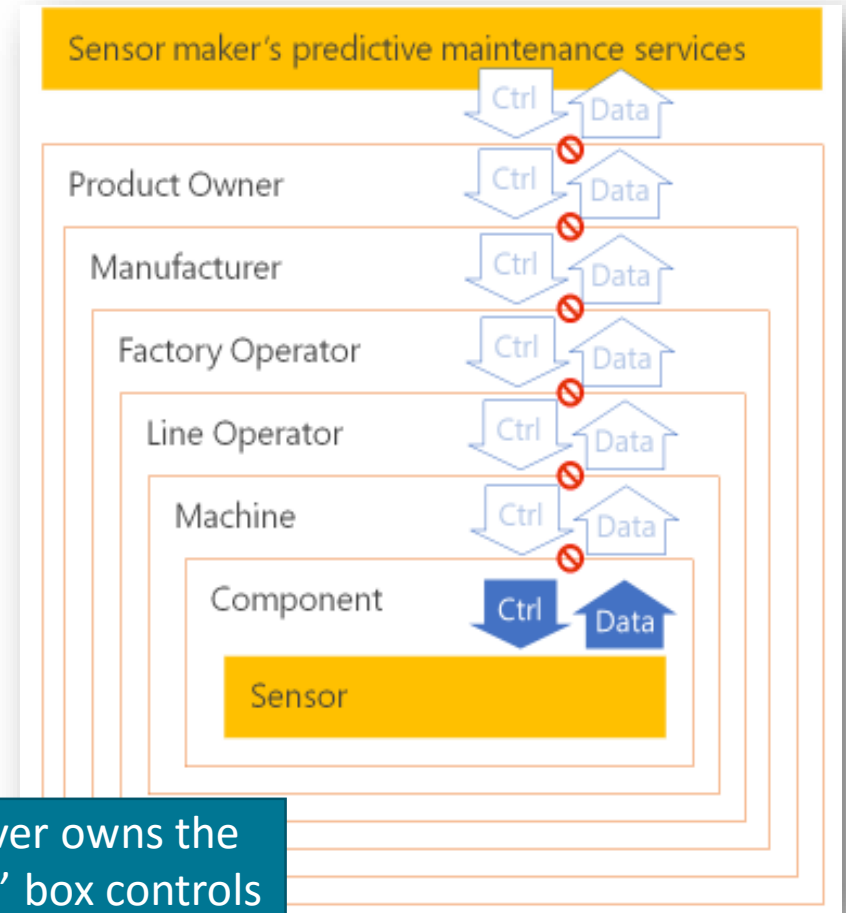 Sensor maker's predictive maintenance services
Ctrl Data
Product Owner Ctrl Data
Manufacturer Ctrl Data
Factory Operator Ctrl Data
Line Operator Ctrl Data
Machine Ctrl Data
Component Ctrl Data
Sensor
owns the
" box controls